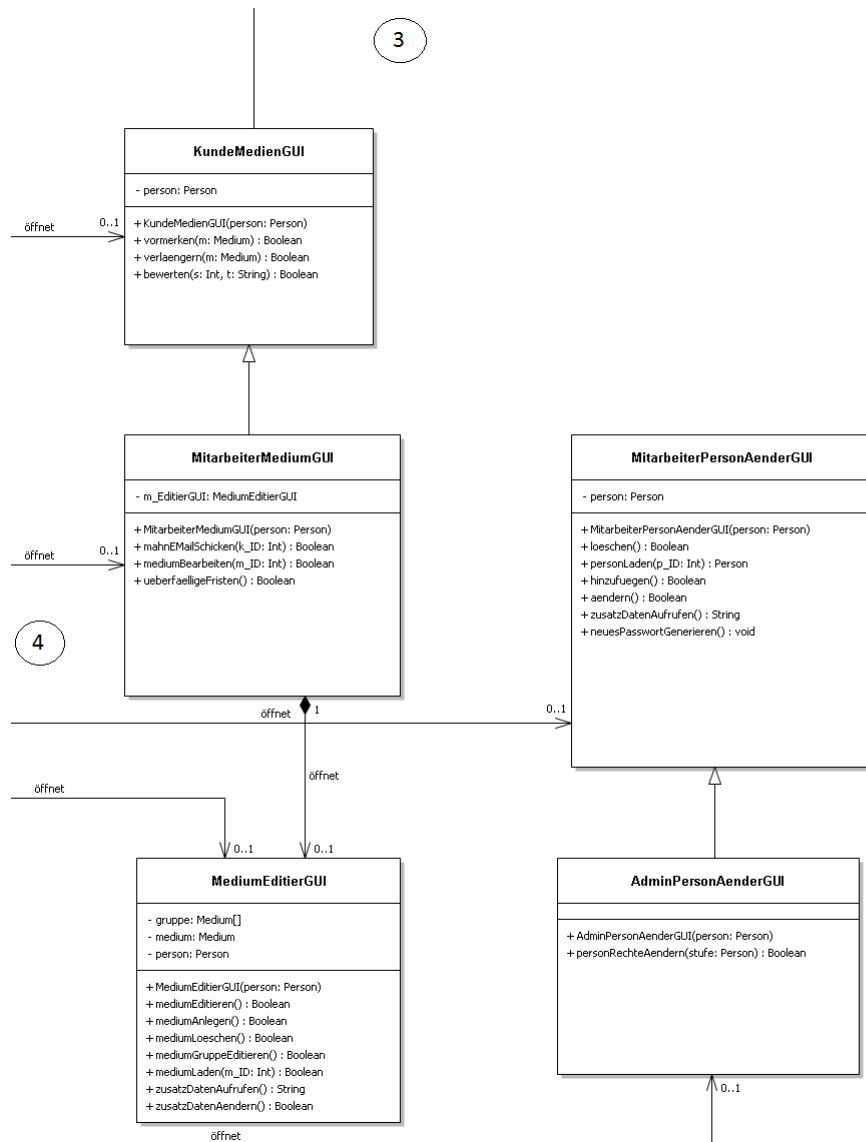 3
KundeMedienGUI
- person: Person
+ KundeMedienGUI(person: Person)
+ vormerken(m: Medium) : Boolean
+ verlaengern(m: Medium) : Boolean
+ bewerten(s: Int, t: String) : Boolean
öffnet
0..1
MitarbeiterMediumGUI
- m_EditierGUI: MediumEditierGUI
+ MitarbeiterMediumGUI(person: Person)
+ mahnEMailSchicken(k_ID: Int) : Boolean
+ mediumBearbeiten(m_ID: Int) : Boolean
+ ueberfaelligeFristen() : Boolean
öffnet
0..1
MitarbeiterPersonAenderGUI
- person: Person
+ MitarbeiterPersonAenderGUI(person: Person)
+ loeschen() : Boolean
+ personLaden(p_ID: Int) : Person
+ hinzufuegen() : Boolean
+ aendern() : Boolean
+ zusatzDatenAufrufen() : String
+ neuesPasswortGenerieren() : void
4
öffnet
1
0..1
öffnet
öffnet
0..1
0..1
MediumEditierGUI
- gruppe: Medium[]
- medium: Medium
- person: Person
+ MediumEditierGUI(person: Person)
+ mediumEditieren() : Boolean
+ mediumAnlegen() : Boolean
+ mediumLoeschen() : Boolean
+ mediumGruppeEditieren() : Boolean
+ mediumLaden(m_ID: Int) : Boolean
+ zusatzDatenAufrufen() : String
+ zusatzDatenAendern() : Boolean
AdminPersonAenderGUI
+ AdminPersonAenderGUI(person: Person)
+ personRechteAendern(stufe: Person) : Boolean
0..1
öffnet